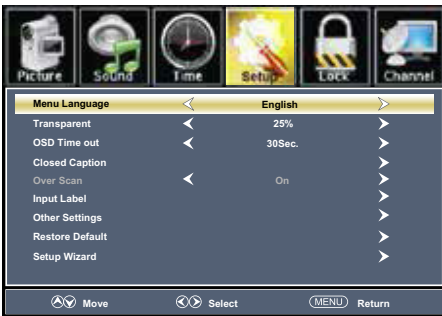 Picture Sound Time Setup Lock Channel
Menu Language English
Transparent 25%
OSD Time out 30Sec.
Closed Caption
Over Scan On
Input Label
Other Settings
Restore Default
Setup Wizard
Move Select MENU Return